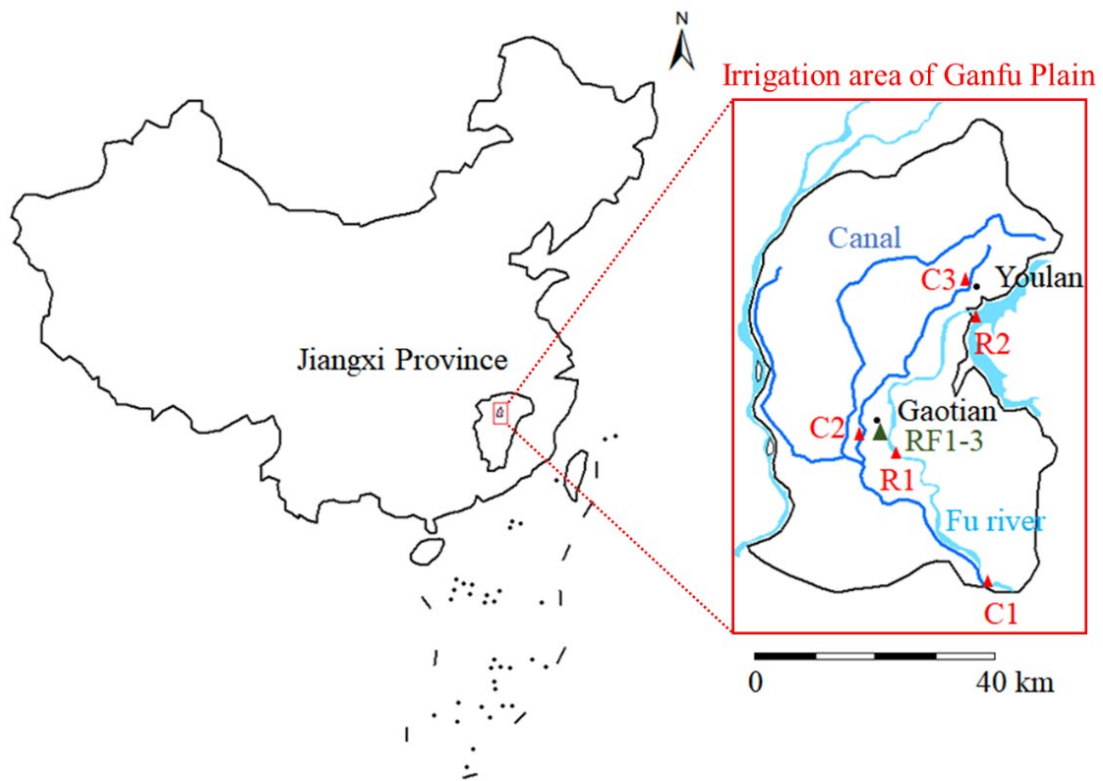 N
Irrigation area of Ganfu Plain
Jiangxi Province
Canal
C3
Youlan
R2
Gaotian
C2
RF1-3
R1
Fu river
C1
0
40 km